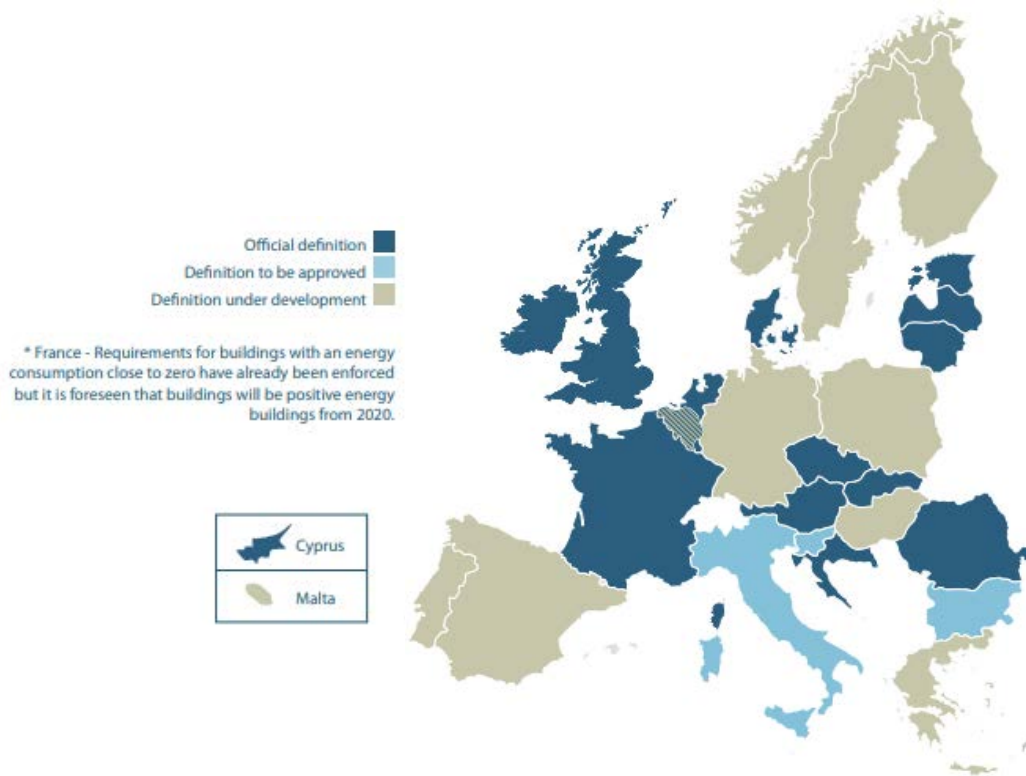 Official definition
Definition to be approved
Definition under development
* France - Requirements for buildings with an energy
consumption close to zero have already been enforced
but it is foreseen that buildings will be positive energy
buildings from 2020.
Cyprus
Malta